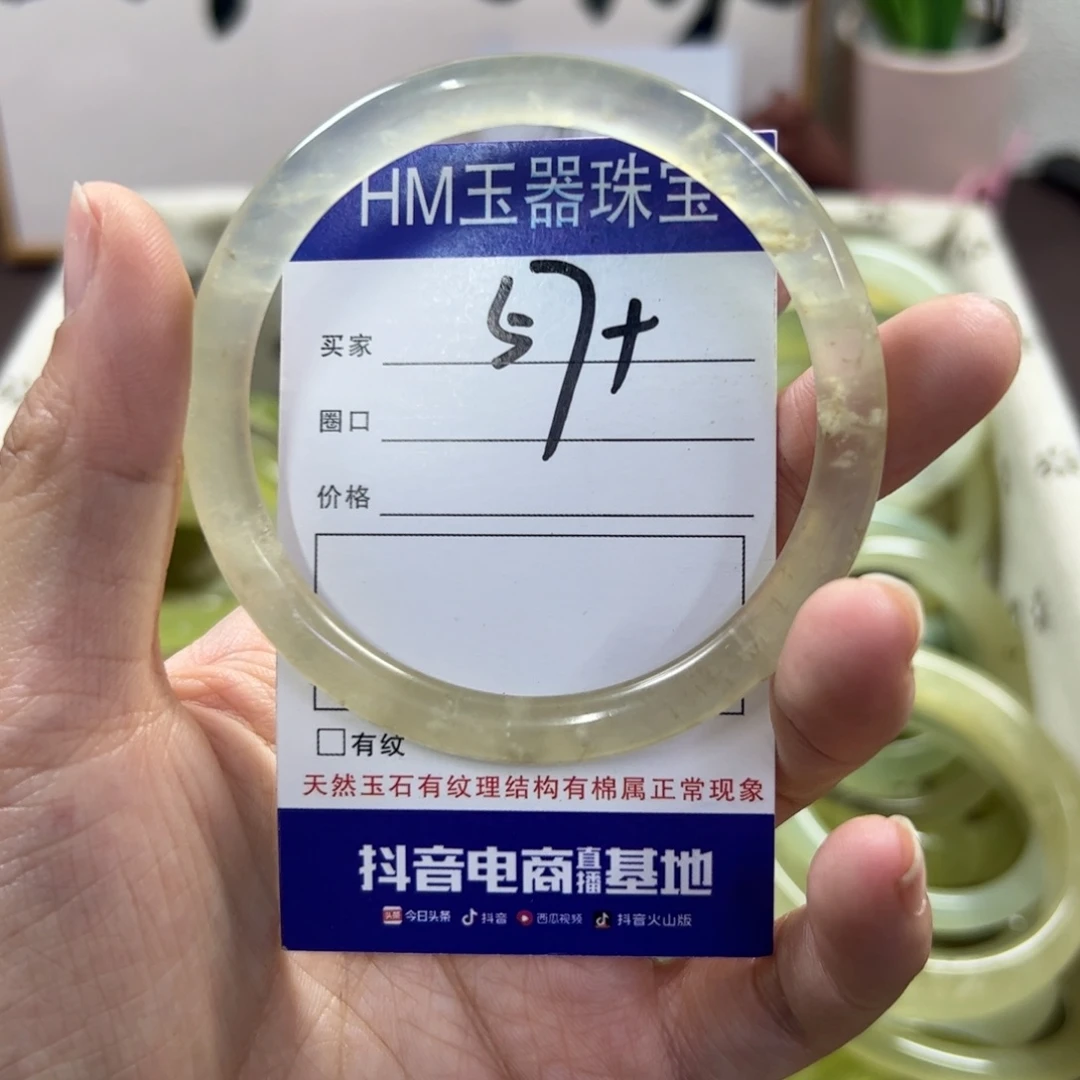 HM玉器珠宝
57+
买家
圈口
价格
有纹
天然玉石有纹理结构有棉属正常现象
抖音电商直播基地
头条 今日头条 抖音 西瓜视频 抖音火山版